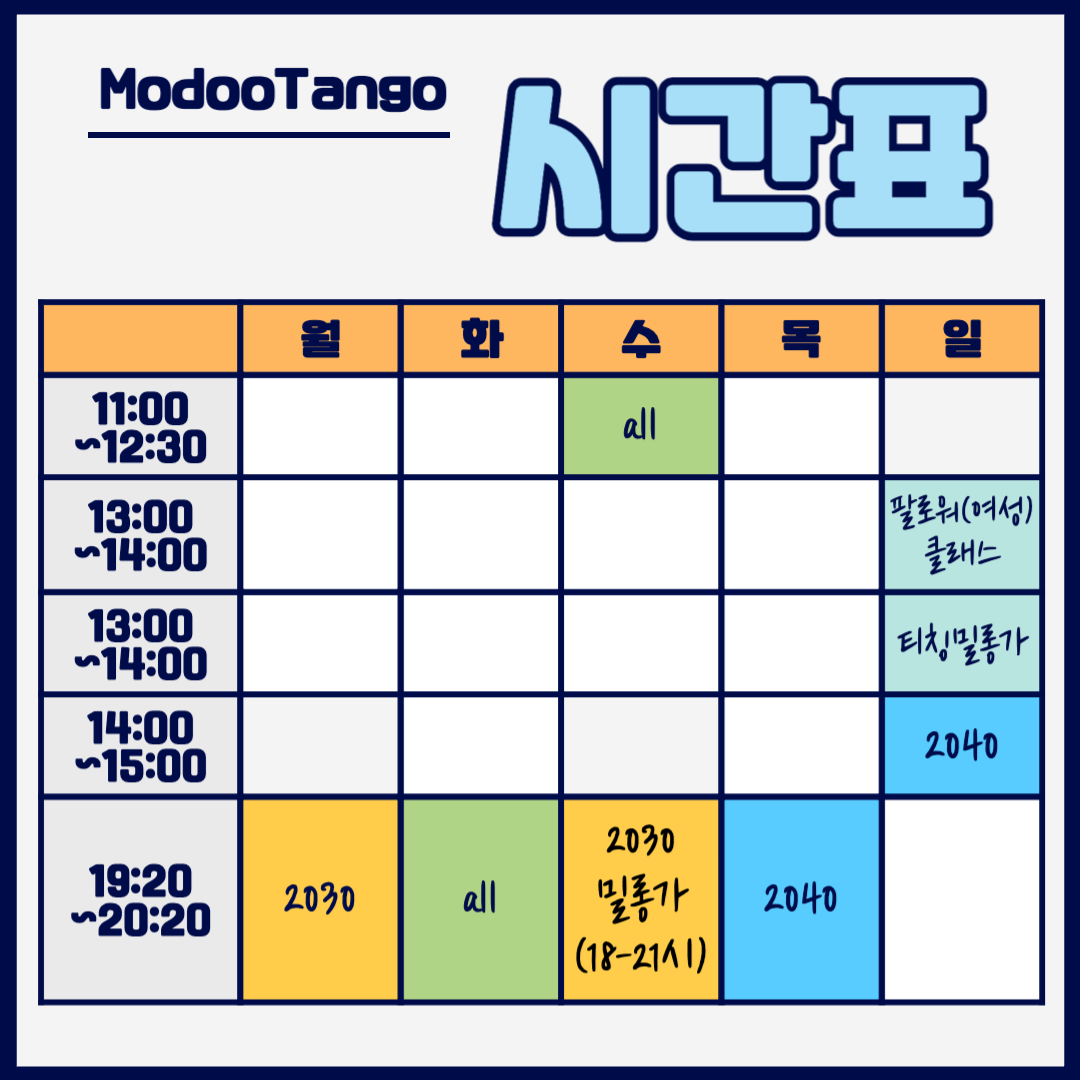 ModooTango
시간표
월 화 수 목 일
11:00
~12:30
all
13:00
~14:00
팔로워(여성)
클래스
13:00
~14:00
티칭밀롱가
14:00
~15:00
2040
19:20
~20:20
2030
all
2030
밀롱가
(18-21시)
2040